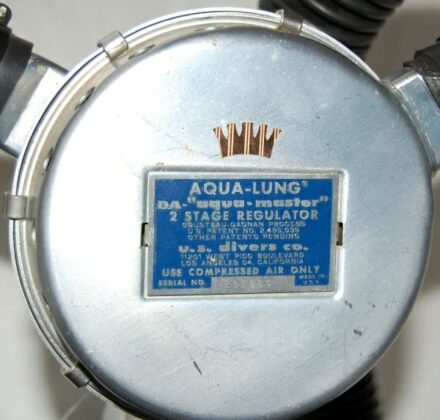 AQUA-LUNG®
DA-"aqua-master"
2 STAGE REGULATOR
COUSTEAU-GAGNAN PROCESS
U.S. PATENT NO. 2,485,039
OTHER PATENTS PENDING
u.s. divers co.
11201 WEST PICO BOULEVARD
LOS ANGELES 64, CALIFORNIA
USE COMPRESSED AIR ONLY
SERIAL NO.
MADE IN
U.S.A.